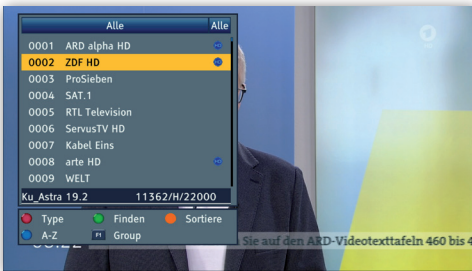 Alle Alle
0001 ARD alpha HD
0002 ZDF HD
0003 ProSieben
0004 SAT.1
0005 RTL Television
0006 ServusTV HD
0007 Kabel Eins
0008 arte HD
0009 WELT
Ku_Astra 19.2 11362/H/22000
Type Finden Sortiere
A-Z F1 Group
Sie auf den ARD-Videotexttafeln 460 bis 4